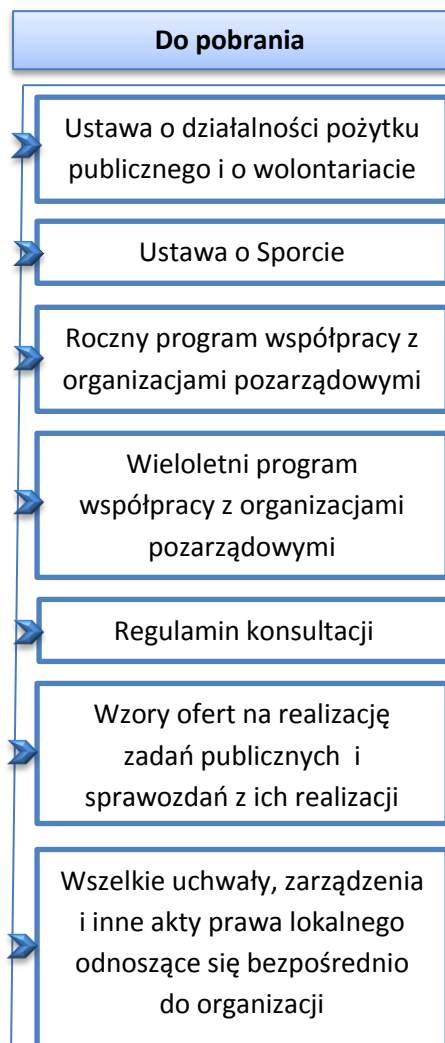 Do pobrania
Ustawa o działalności pożytku
publicznego i o wolontariacie
Ustawa o Sporcie
Roczny program współpracy z
organizacjami pozarządowymi
Wieloletni program
współpracy z organizacjami
pozarządowymi
Regulamin konsultacji
Wzory ofert na realizację
zadań publicznych i
sprawozdań z ich realizacji
Wszelkie uchwały, zarządzenia
i inne akty prawa lokalnego
odnoszące się bezpośrednio
do organizacji